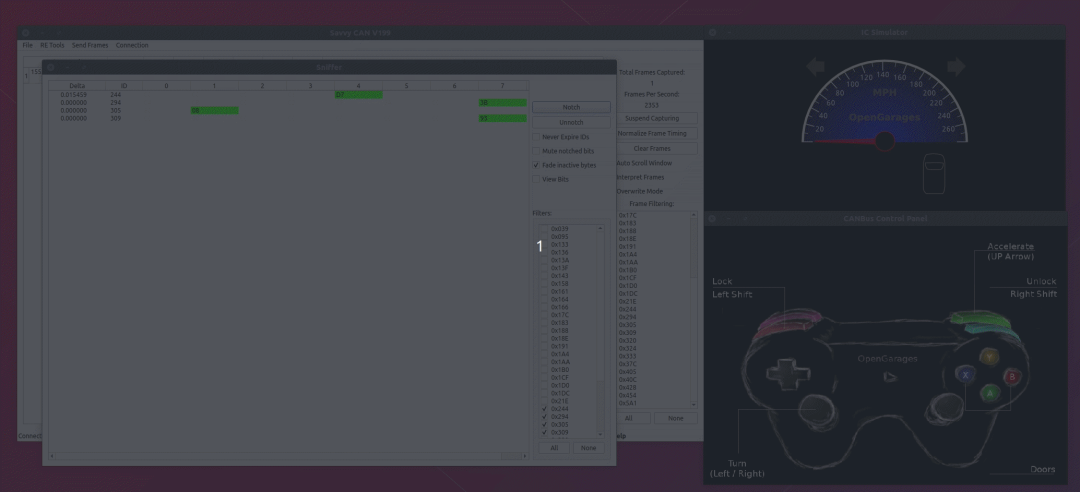 Savvy CAN V199
File RE Tools Send Frames Connection
Sniffer
Delta ID 0 1 2 3 4 5 6 7
0.015459 244 D7
0.000000 294
0.000000 305
0.000000 309
Notch
Unnotch
Never Expire IDs
Mute notched bits
Fade inactive bytes
View Bits
Filters:
0x039
0x095
0x133
0x136
0x13A
0x13F
0x143
0x158
0x161
0x164
0x166
0x17C
0x183
0x188
0x18E
0x191
0x1A4
0x1AA
0x1B0
0x1CF
0x1D0
0x1DC
0x21E
0x244
0x294
0x305
0x309
All None
1
Total Frames Captured:
1
Frames Per Second:
2353
Suspend Capturing
Normalize Frame Timing
Clear Frames
Auto Scroll Window
Interpret Frames
Overwrite Mode
Frame Filtering:
0x17C
0x183
0x188
0x18E
0x191
0x1A4
0x1AA
0x1B0
0x1CF
0x1D0
0x1DC
0x21E
0x244
0x294
0x305
0x309
0x320
0x324
0x333
0x37C
0x405
0x40C
0x428
0x454
0x5A1
All None
IC Simulator
20 40 60 80 100 120 140 160 180 200 220 240 260
MPH
OpenGarages
CANBus Control Panel
Accelerate
(UP Arrow)
Lock
Left Shift
Unlock
Right Shift
OpenGarages
Y
X
B
A
Turn
(Left / Right)
Doors